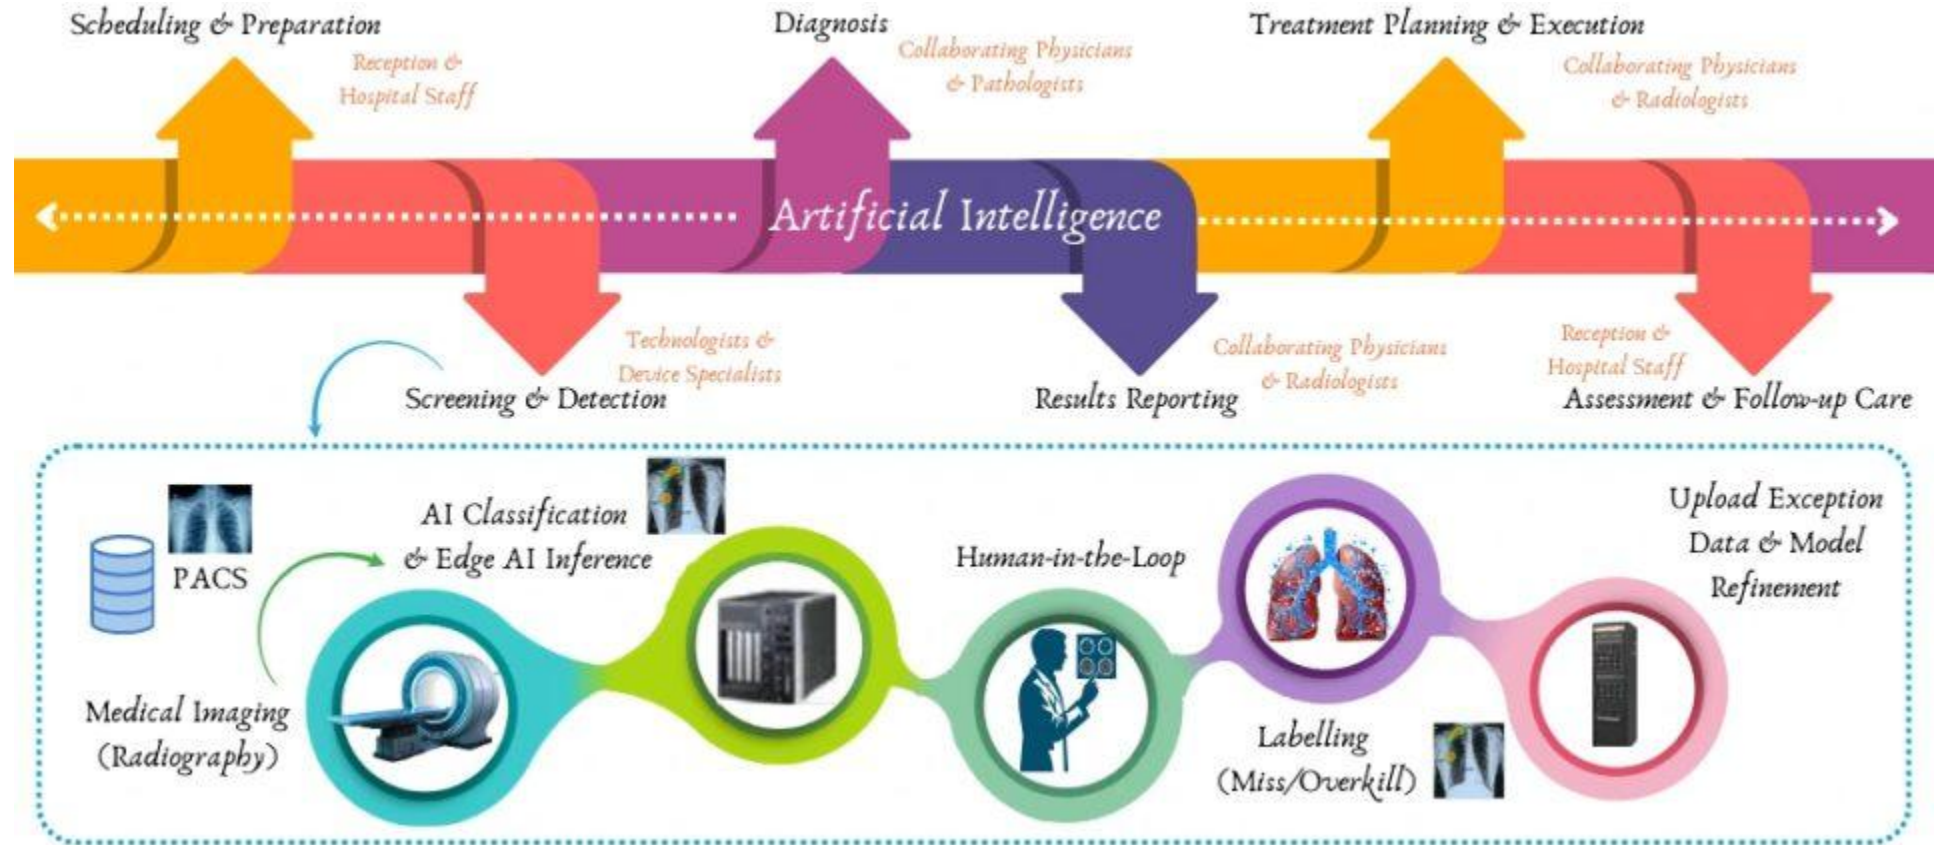 Scheduling & Preparation
Reception &
Hospital Staff
Diagnosis
Collaborating Physicians
& Pathologists
Treatment Planning & Execution
Collaborating Physicians
& Radiologists
Artificial Intelligence
Technologists &
Device Specialists
Screening & Detection
Collaborating Physicians
& Radiologists
Results Reporting
Reception &
Hospital Staff
Assessment & Follow-up Care
PACS
Medical Imaging
(Radiography)
AI Classification
& Edge AI Inference
Human-in-the-Loop
Labelling
(Miss/Overkill)
Upload Exception
Data & Model
Refinement